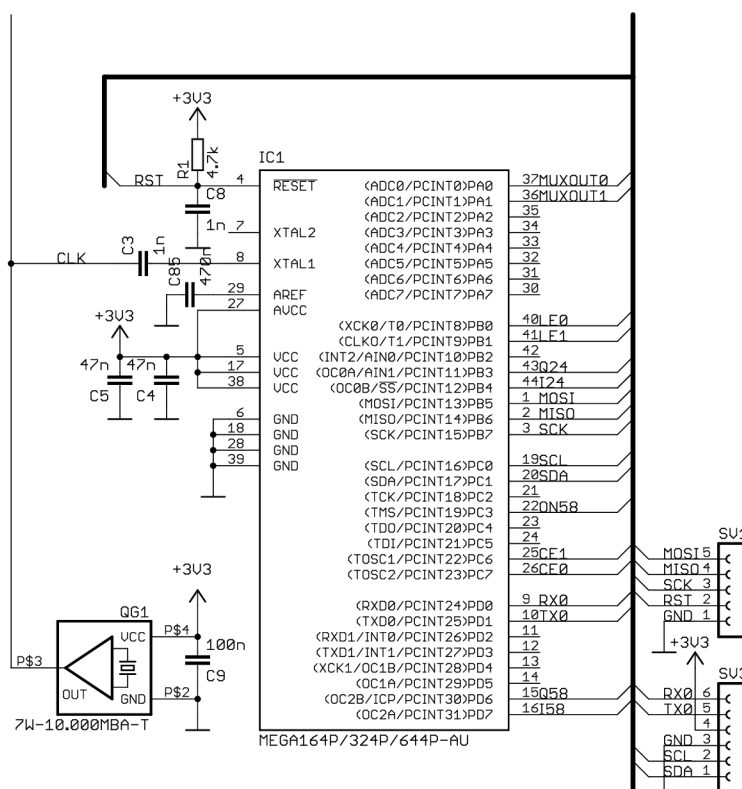 +3V3
R1
4.7k
IC1
RST
4
RESET
C8
1n
7
XTAL2
CLK
C3
1n
8
XTAL1
C85
470n
29
AREF
27
AVCC
+3V3
47n
47n
C5
C4
5
VCC
17
VCC
38
VCC
6
GND
18
GND
28
GND
39
GND
(ADC0/PCINT0)PA0 37 MUXOUT0
(ADC1/PCINT1)PA1 36 MUXOUT1
(ADC2/PCINT2)PA2 35
(ADC3/PCINT3)PA3 34
(ADC4/PCINT4)PA4 33
(ADC5/PCINT5)PA5 32
(ADC6/PCINT6)PA6 31
(ADC7/PCINT7)PA7 30
(XCK0/T0/PCINT8)PB0 40 LE0
(CLKO/T1/PCINT9)PB1 41 LE1
(INT2/AIN0/PCINT10)PB2 42
(OC0A/AIN1/PCINT11)PB3 43 Q24
(OC0B/SS/PCINT12)PB4 44 I24
(MOSI/PCINT13)PB5 1 MOSI
(MISO/PCINT14)PB6 2 MISO
(SCK/PCINT15)PB7 3 SCK
(SCL/PCINT16)PC0 19 SCL
(SDA/PCINT17)PC1 20 SDA
(TCK/PCINT18)PC2 21
(TMS/PCINT19)PC3 22 ON58
(TDO/PCINT20)PC4 23
(TDI/PCINT21)PC5 24
(TOSC1/PCINT22)PC6 25 CE1
(TOSC2/PCINT23)PC7 26 CE0
(RXD0/PCINT24)PD0 9 RX0
(TXD0/PCINT25)PD1 10 TX0
(RXD1/INT0/PCINT26)PD2 11
(TXD1/INT1/PCINT27)PD3 12
(XCK1/OC1B/PCINT28)PD4 13
(OC1A/PCINT29)PD5 14
(OC2B/ICP/PCINT30)PD6 15 Q58
(OC2A/PCINT31)PD7 16 I58
MEGA164P/324P/644P-AU
+3V3
QG1
VCC
P$4
100n
C9
P$3
OUT
GND
P$2
7W-10.000MBA-T
SV1
MOSI 5
MISO 4
SCK 3
RST 2
GND 1
+3V3
SV3
RX0 6
TX0 5
4
GND 3
SCL 2
SDA 1